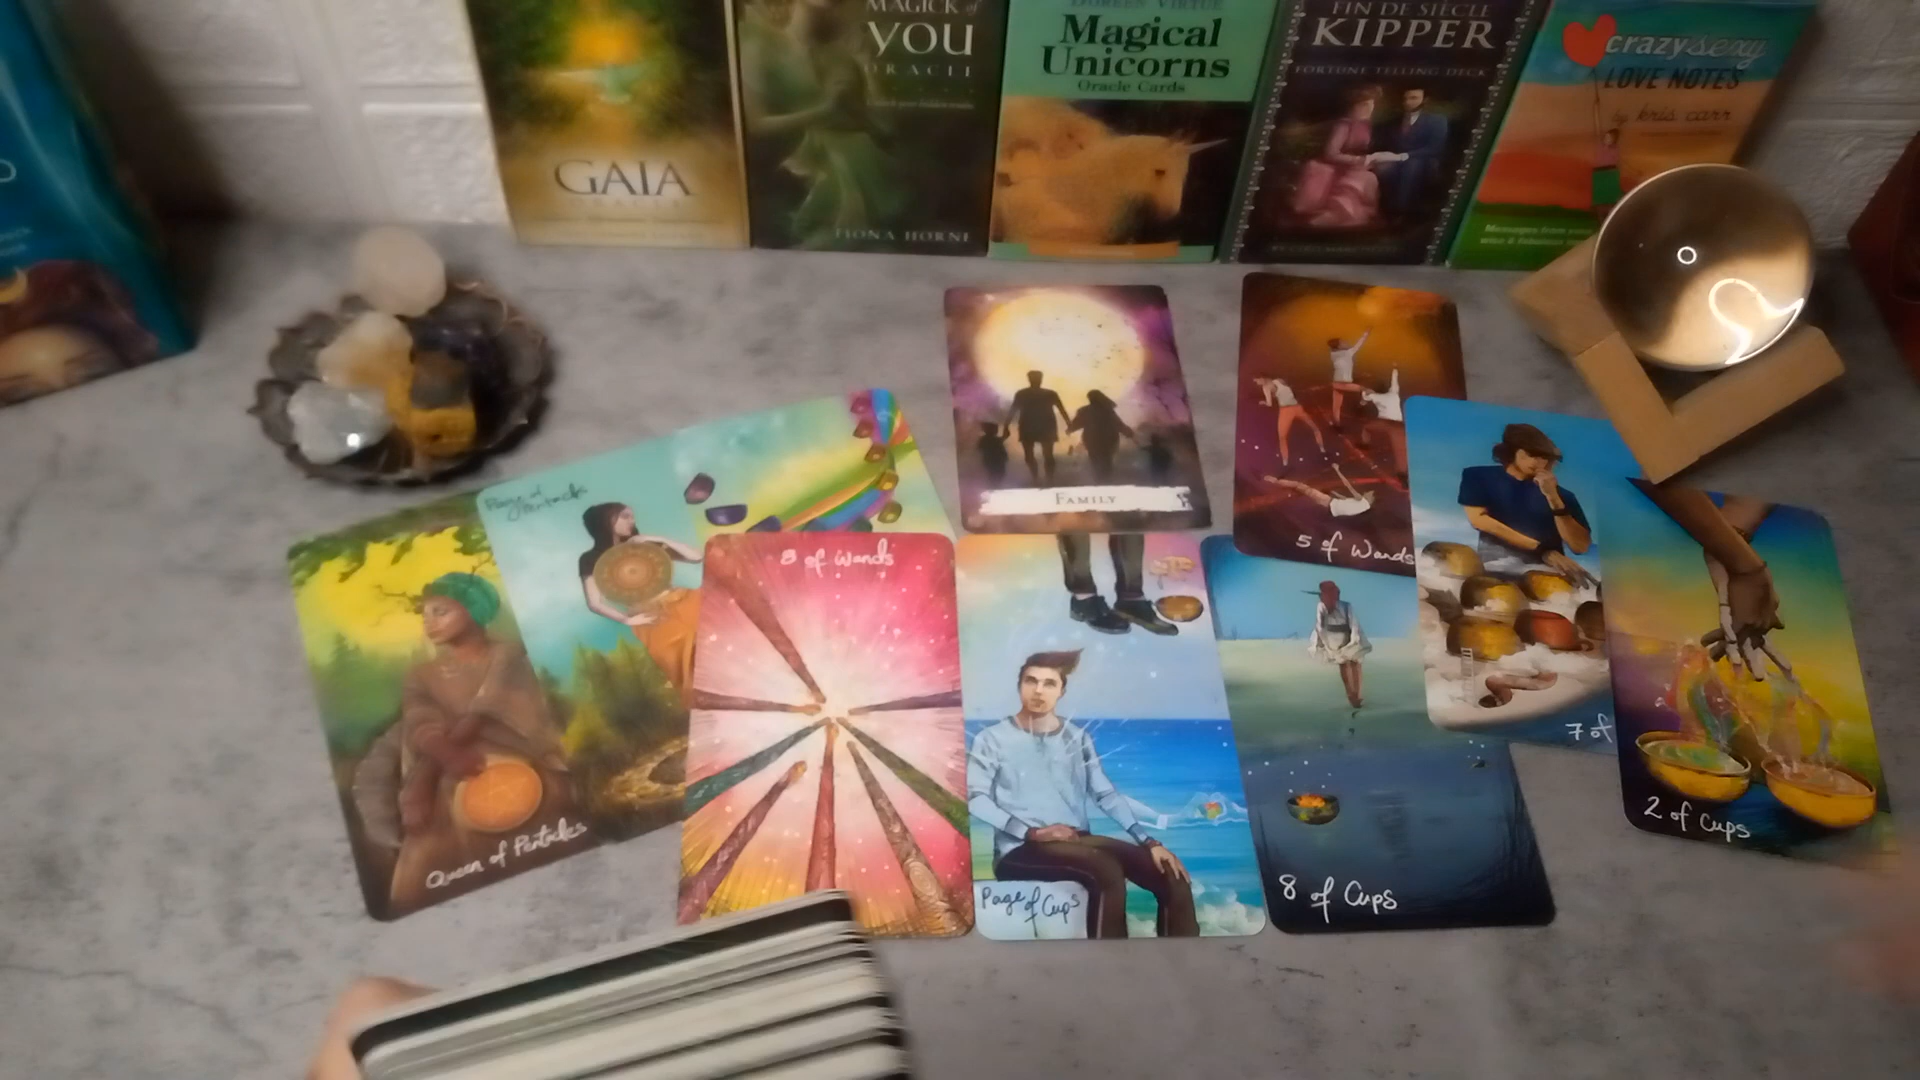 GAIA
MAGICK of
YOU
ORACLE
FIONA HORNE
DOREEN VIRTUE
Magical
Unicorns
Oracle Cards
FIN DE SIÈCLE
KIPPER
FORTUNE TELLING DECK
crazy sexy
LOVE NOTES
by kris carr
FAMILY
5 of Wands
Page of
Pentacles
8 of Wands
7 of
2 of Cups
Queen of Pentacles
Page of Cups
8 of Cups